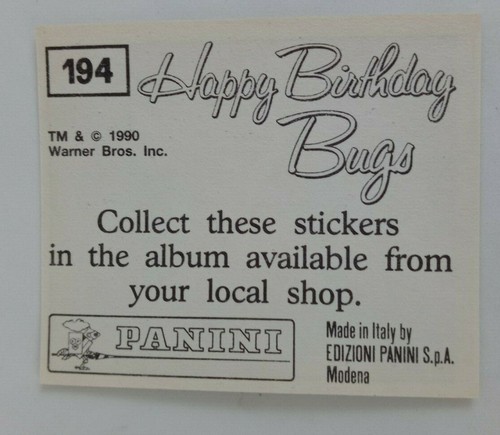 194
Happy Birthday
Bugs
TM & © 1990
Warner Bros. Inc.
Collect these stickers
in the album available from
your local shop.
PANINI
Made in Italy by
EDIZIONI PANINI S.p.A.
Modena